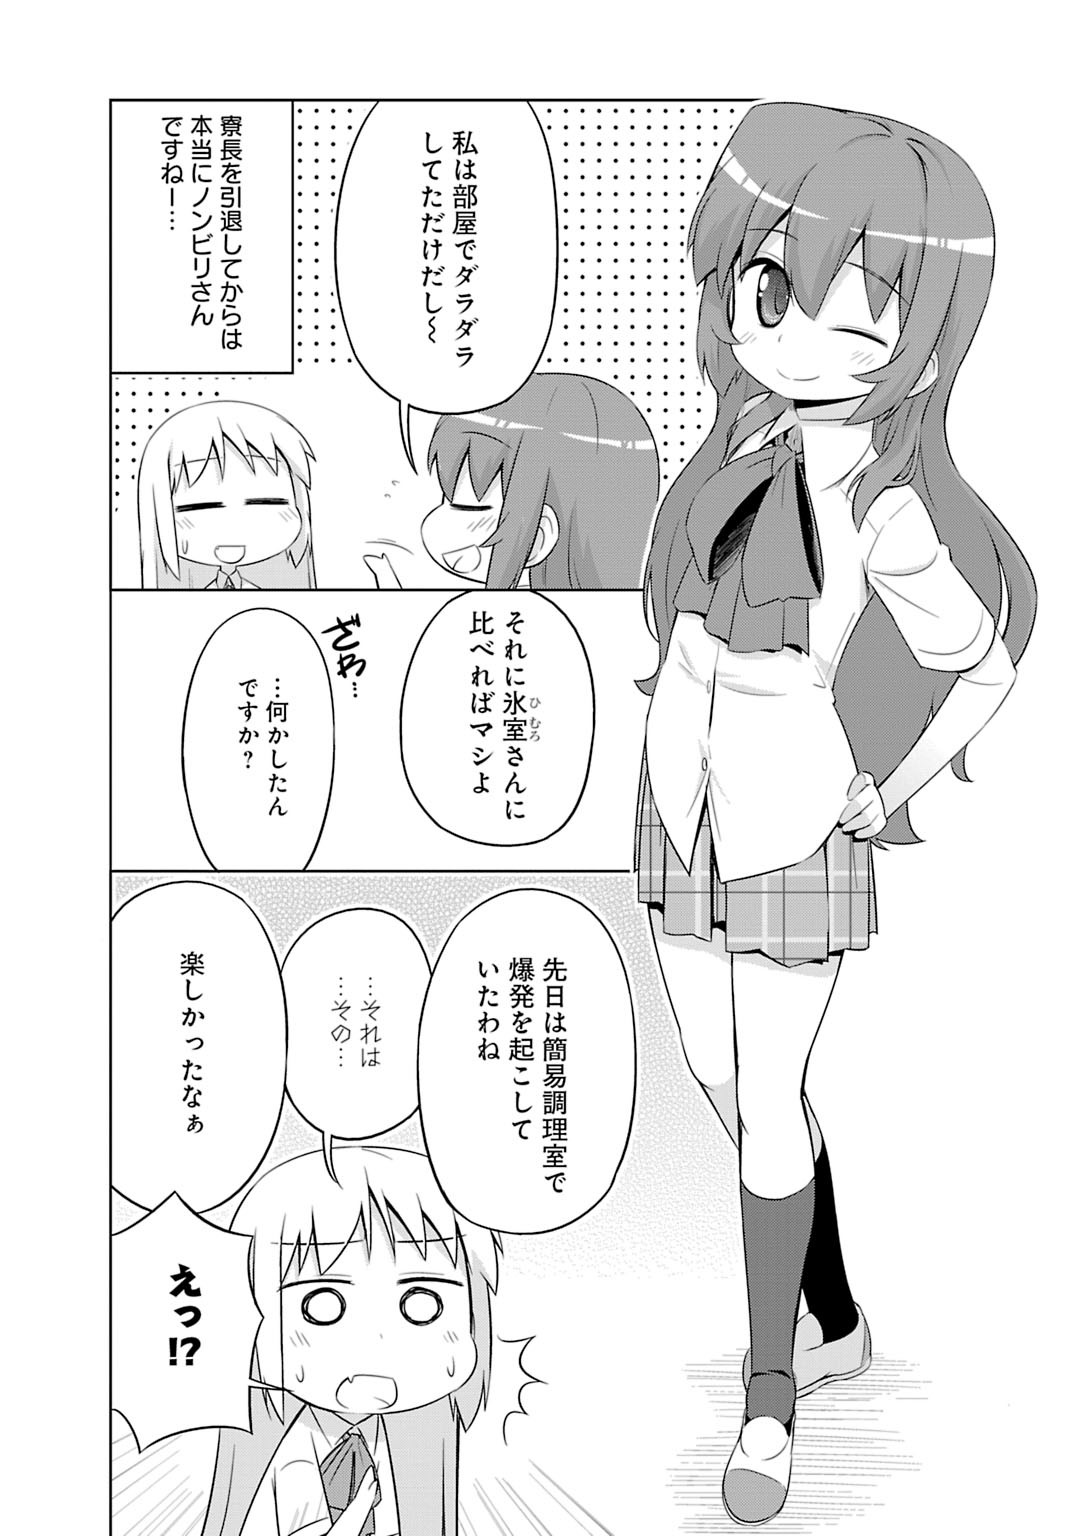 私は部屋でダラダラ
してただけだし〜
寮長を引退してからは
本当にノンビリさん
ですねー…
それに氷室さんに
ひむろ
比べればマシよ
ざわ…
…何かしたん
ですか？
先日は簡易調理室で
爆発を起こして
いたわね
…それは
…その…
楽しかったなぁ
えっ!?